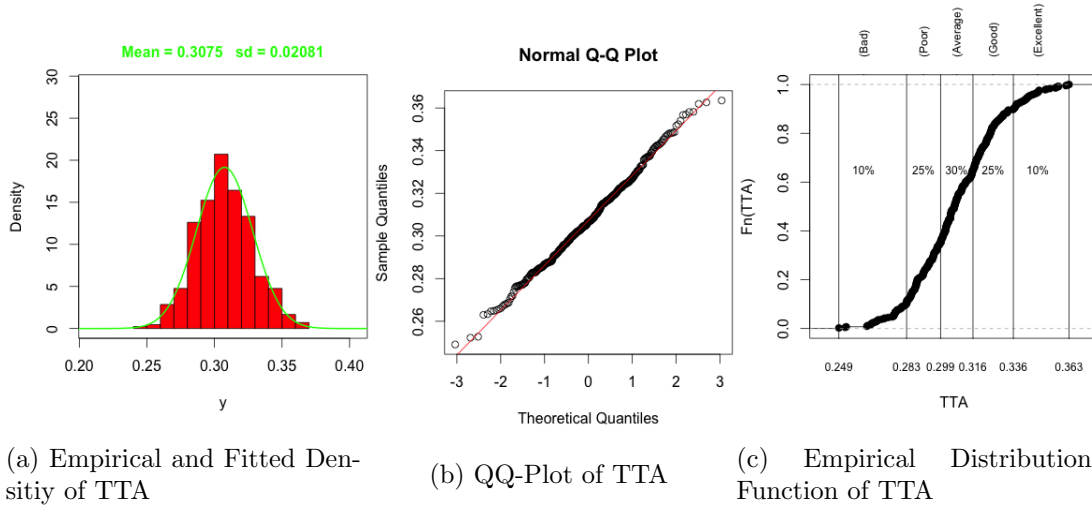 Mean = 0.3075 sd = 0.02081
Density
0
5
10
15
20
25
30
0.20
0.25
0.30
0.35
0.40
y
(a) Empirical and Fitted Den-
sitiy of TTA
Normal Q-Q Plot
Sample Quantiles
0.26
0.28
0.30
0.32
0.34
0.36
-3
-2
-1
0
1
2
3
Theoretical Quantiles
(b) QQ-Plot of TTA
(Bad)
(Poor)
(Average)
(Good)
(Excellent)
Fn(TTA)
0.0
0.2
0.4
0.6
0.8
1.0
10%
25%
30%
25%
10%
0.249
0.283
0.299
0.316
0.336
0.363
TTA
(c) Empirical Distribution
Function of TTA